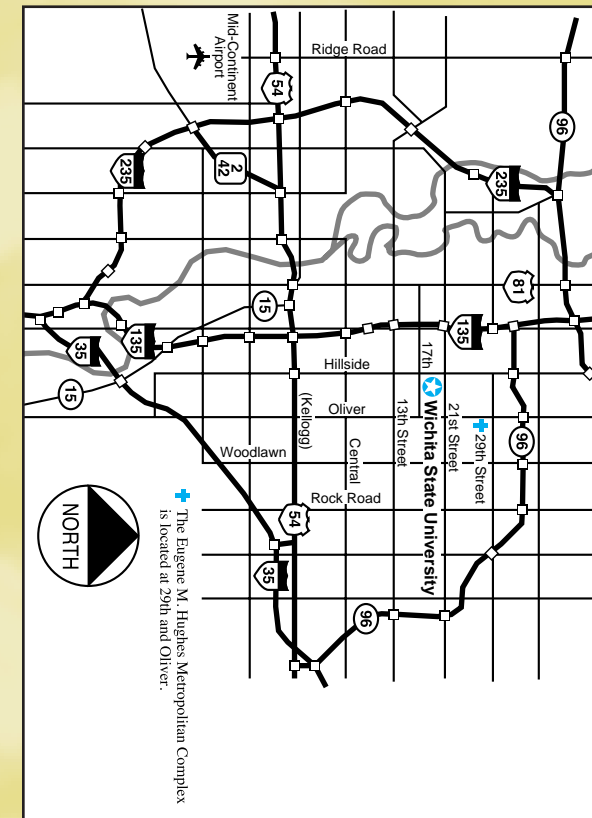 Mid-Continent
Airport
Ridge Road
54
96
235
2
42
235
81
15
135
135
35
15
Hillside
17th
Oliver
(Kellogg)
Central
13th Street
21st Street
29th Street
Wichita State University
96
Woodlawn
Rock Road
54
35
96
NORTH
The Eugene M. Hughes Metropolitan Complex
is located at 29th and Oliver.